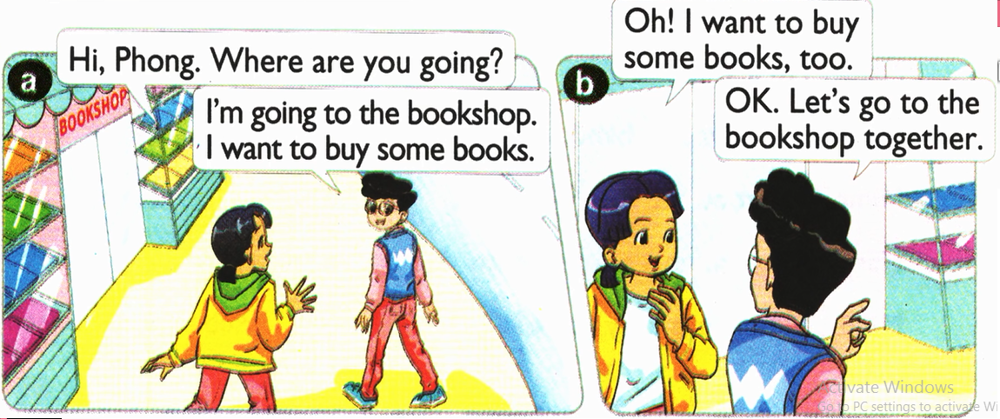 a
Hi, Phong. Where are you going?
BOOKSHOP
I'm going to the bookshop.
I want to buy some books.
b
Oh! I want to buy
some books, too.
OK. Let's go to the
bookshop together.
Activate Windows
Go to PC settings to activate Wi